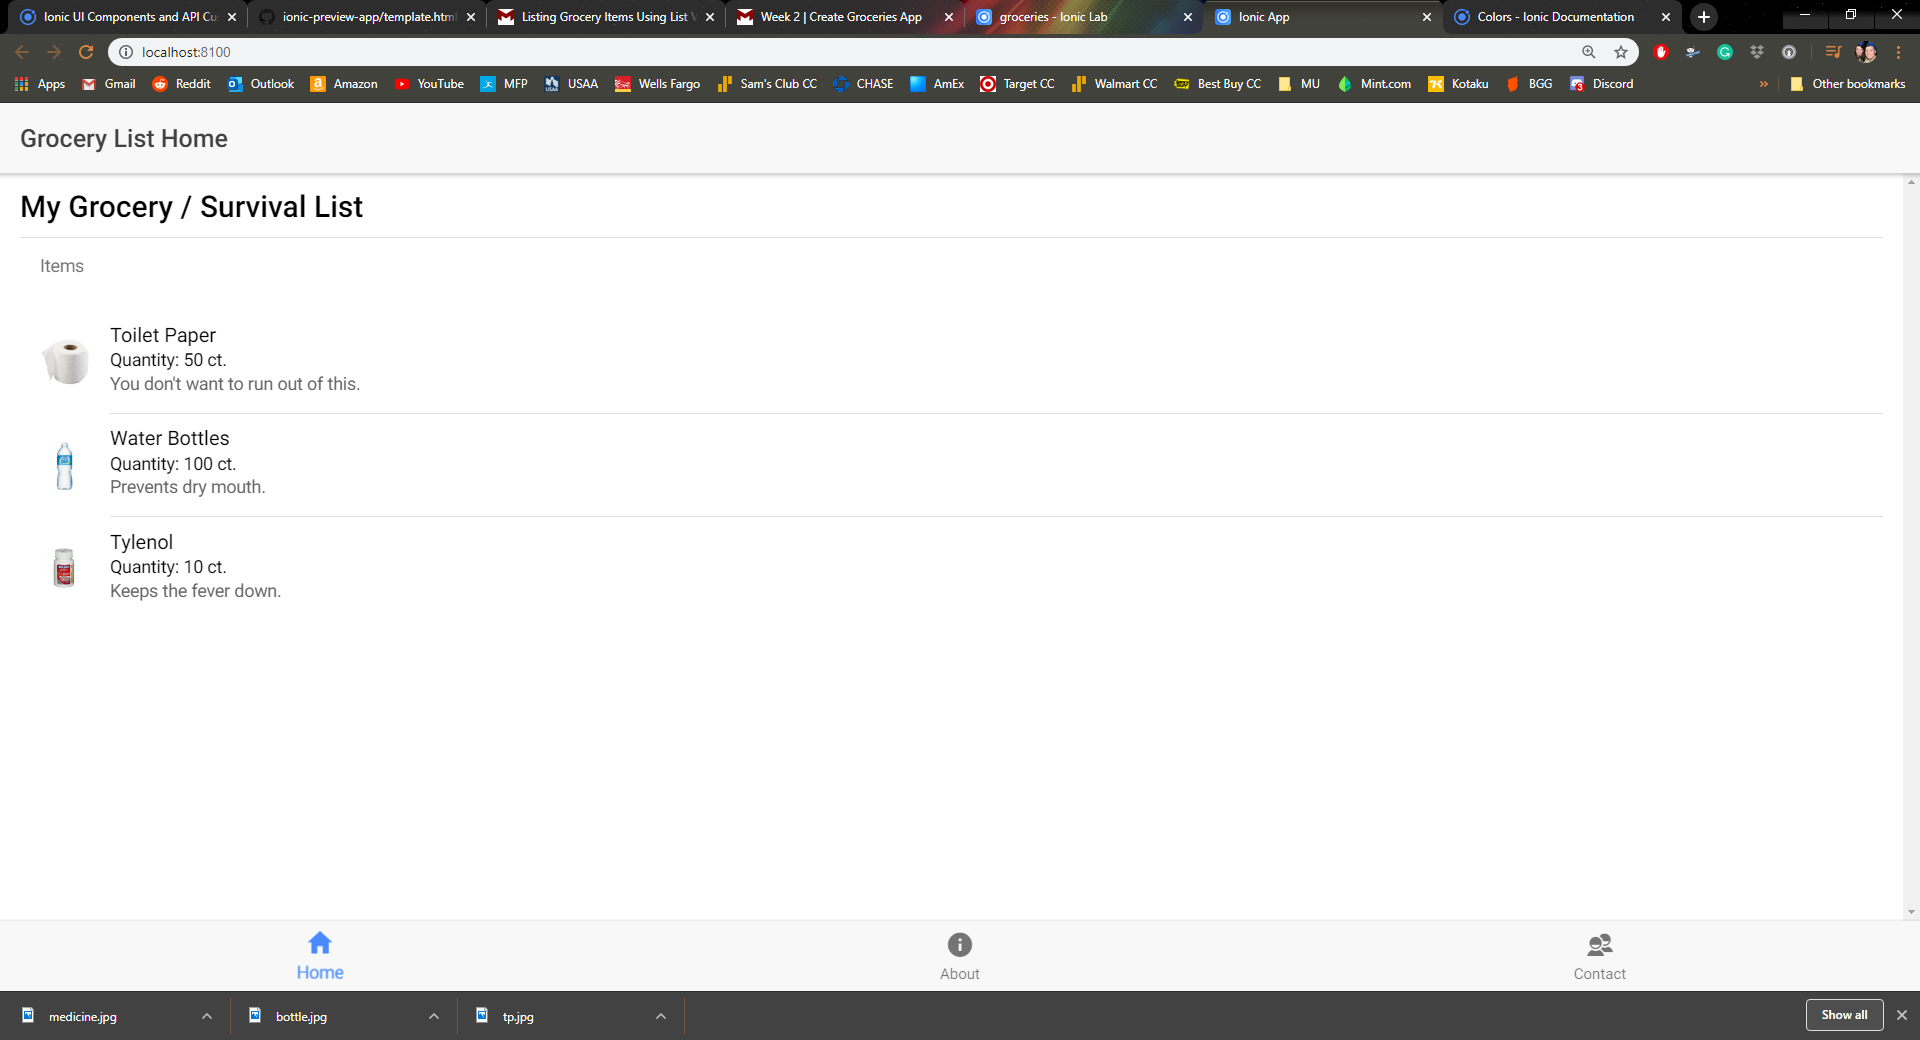 Ionic UI Components and API Cu
ionic-preview-app/template.html
Listing Grocery Items Using List V
Week 2 | Create Groceries App
groceries - Ionic Lab
Ionic App
Colors - Ionic Documentation
localhost:8100
Apps
Gmail
Reddit
Outlook
Amazon
YouTube
MFP
USAA
Wells Fargo
Sam's Club CC
CHASE
AmEx
Target CC
Walmart CC
Best Buy CC
MU
Mint.com
Kotaku
BGG
Discord
Other bookmarks
Grocery List Home
My Grocery / Survival List
Items
Toilet Paper
Quantity: 50 ct.
You don't want to run out of this.
Water Bottles
Quantity: 100 ct.
Prevents dry mouth.
Tylenol
Quantity: 10 ct.
Keeps the fever down.
Home
About
Contact
medicine.jpg
bottle.jpg
tp.jpg
Show all